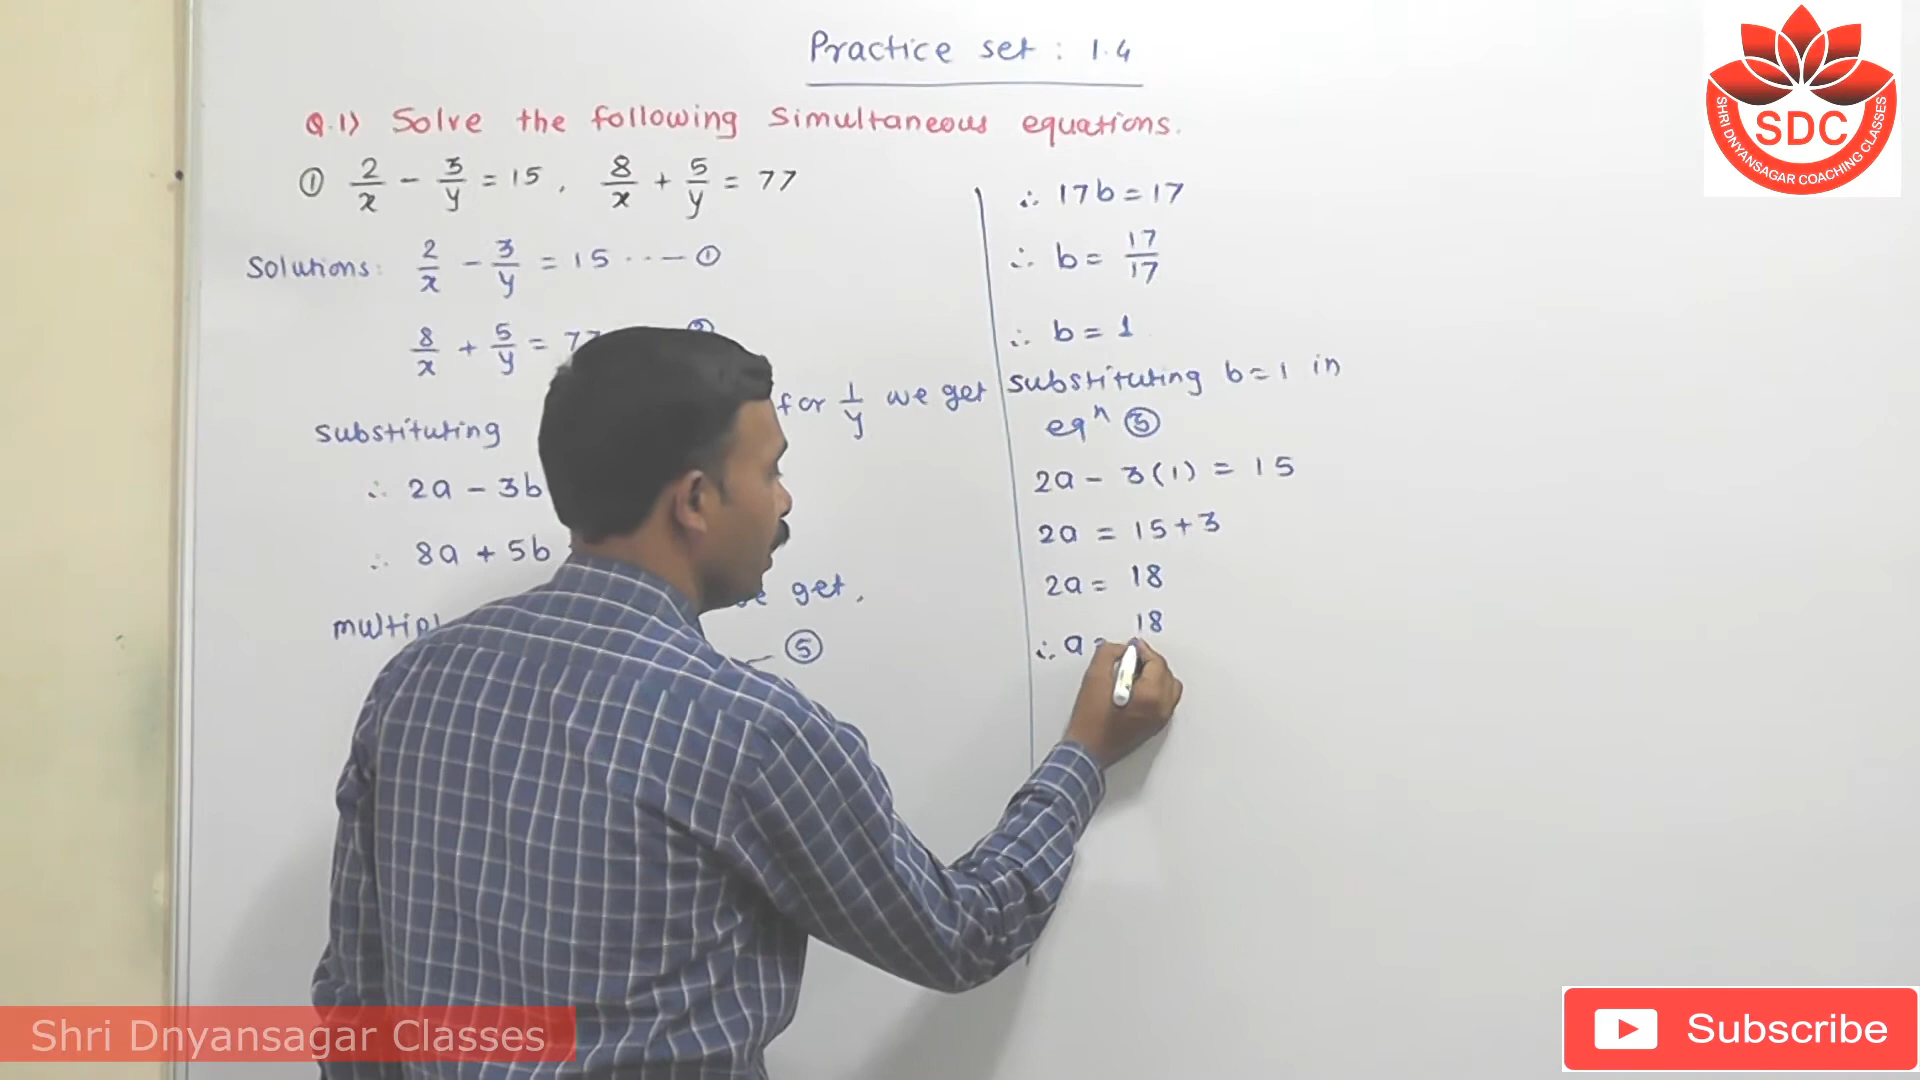 Practice set : 1.4
Q.1) Solve the following simultaneous equations.
① 2/x - 3/y = 15 , 8/x + 5/y = 77
Solutions: 2/x - 3/y = 15 ---- ①
8/x + 5/y = 77
substituting for 1/y we get
∴ 2a - 3b
∴ 8a + 5b
get,
⑤
∴ 17b = 17
∴ b = 17/17
∴ b = 1
substituting b=1 in
eqⁿ ③
2a - 3(1) = 15
2a = 15+3
2a = 18
∴ a = 18
SDC
SHRI DNYANSAGAR COACHING CLASSES
Shri Dnyansagar Classes
Subscribe